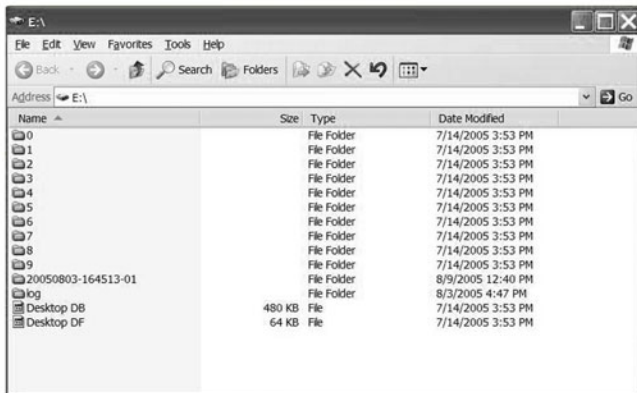 E:\
File Edit View Favorites Tools Help
Back Search Folders
Address E:\ Go
Name Size Type Date Modified
0 File Folder 7/14/2005 3:53 PM
1 File Folder 7/14/2005 3:53 PM
2 File Folder 7/14/2005 3:53 PM
3 File Folder 7/14/2005 3:53 PM
4 File Folder 7/14/2005 3:53 PM
5 File Folder 7/14/2005 3:53 PM
6 File Folder 7/14/2005 3:53 PM
7 File Folder 7/14/2005 3:53 PM
8 File Folder 7/14/2005 3:53 PM
9 File Folder 7/14/2005 3:53 PM
20050803-164513-01 File Folder 8/9/2005 12:40 PM
log File Folder 8/3/2005 4:47 PM
Desktop DB 480 KB File 7/14/2005 3:53 PM
Desktop DF 64 KB File 7/14/2005 3:53 PM